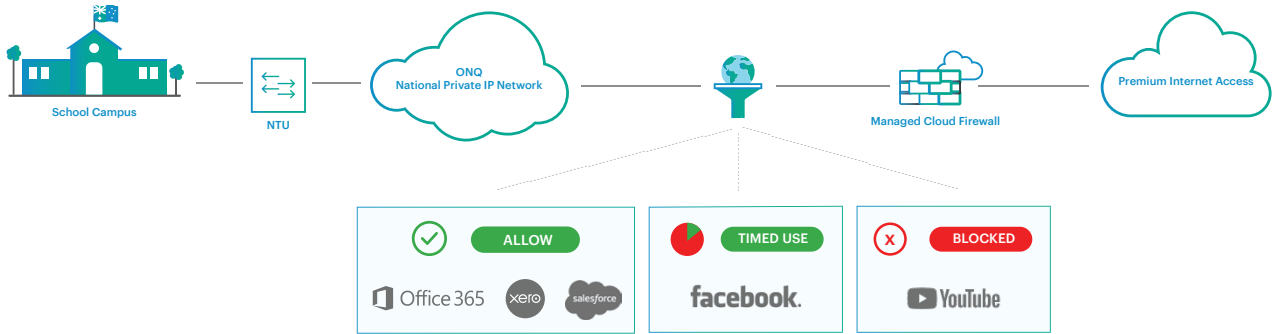 School Campus
NTU
ONQ
National Private IP Network
Managed Cloud Firewall
Premium Internet Access
ALLOW
Office 365
xero
salesforce
TIMED USE
facebook.
X
BLOCKED
YouTube